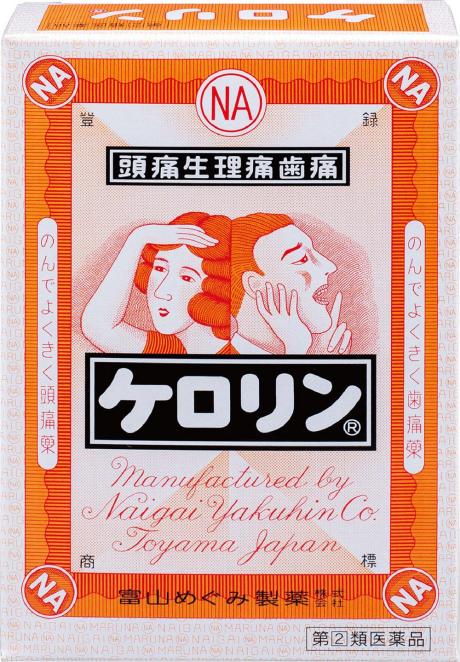 NA
NA
NA
登録
頭痛生理痛歯痛
のんでよくきく頭痛薬
のんでよくきく歯痛薬
ケロリン®
Manufactured by
Naigai Yakuhin Co.
Toyama Japan
商標
NA
NA
富山めぐみ製薬株式会社
第②類医薬品